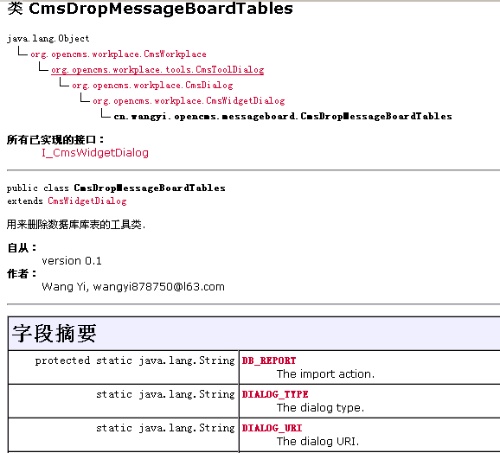 类 CmsDropMessageBoardTables
java.lang.Object
org.opencms.workplace.CmsWorkplace
org.opencms.workplace.tools.CmsToolDialog
org.opencms.workplace.CmsDialog
org.opencms.workplace.CmsWidgetDialog
cn.wangyi.opencms.messageboard.CmsDropMessageBoardTables
所有已实现的接口：
I_CmsWidgetDialog
public class CmsDropMessageBoardTables
extends CmsWidgetDialog
用来删除数据库库表的工具类.
自从：
version 0.1
作者：
Wang Yi, wangyi878750@l63.com
字段摘要
protected static java.lang.String DB_REPORT
The import action.
static java.lang.String DIALOG_TYPE
The dialog type.
static java.lang.String DIALOG_URI
The dialog URI.